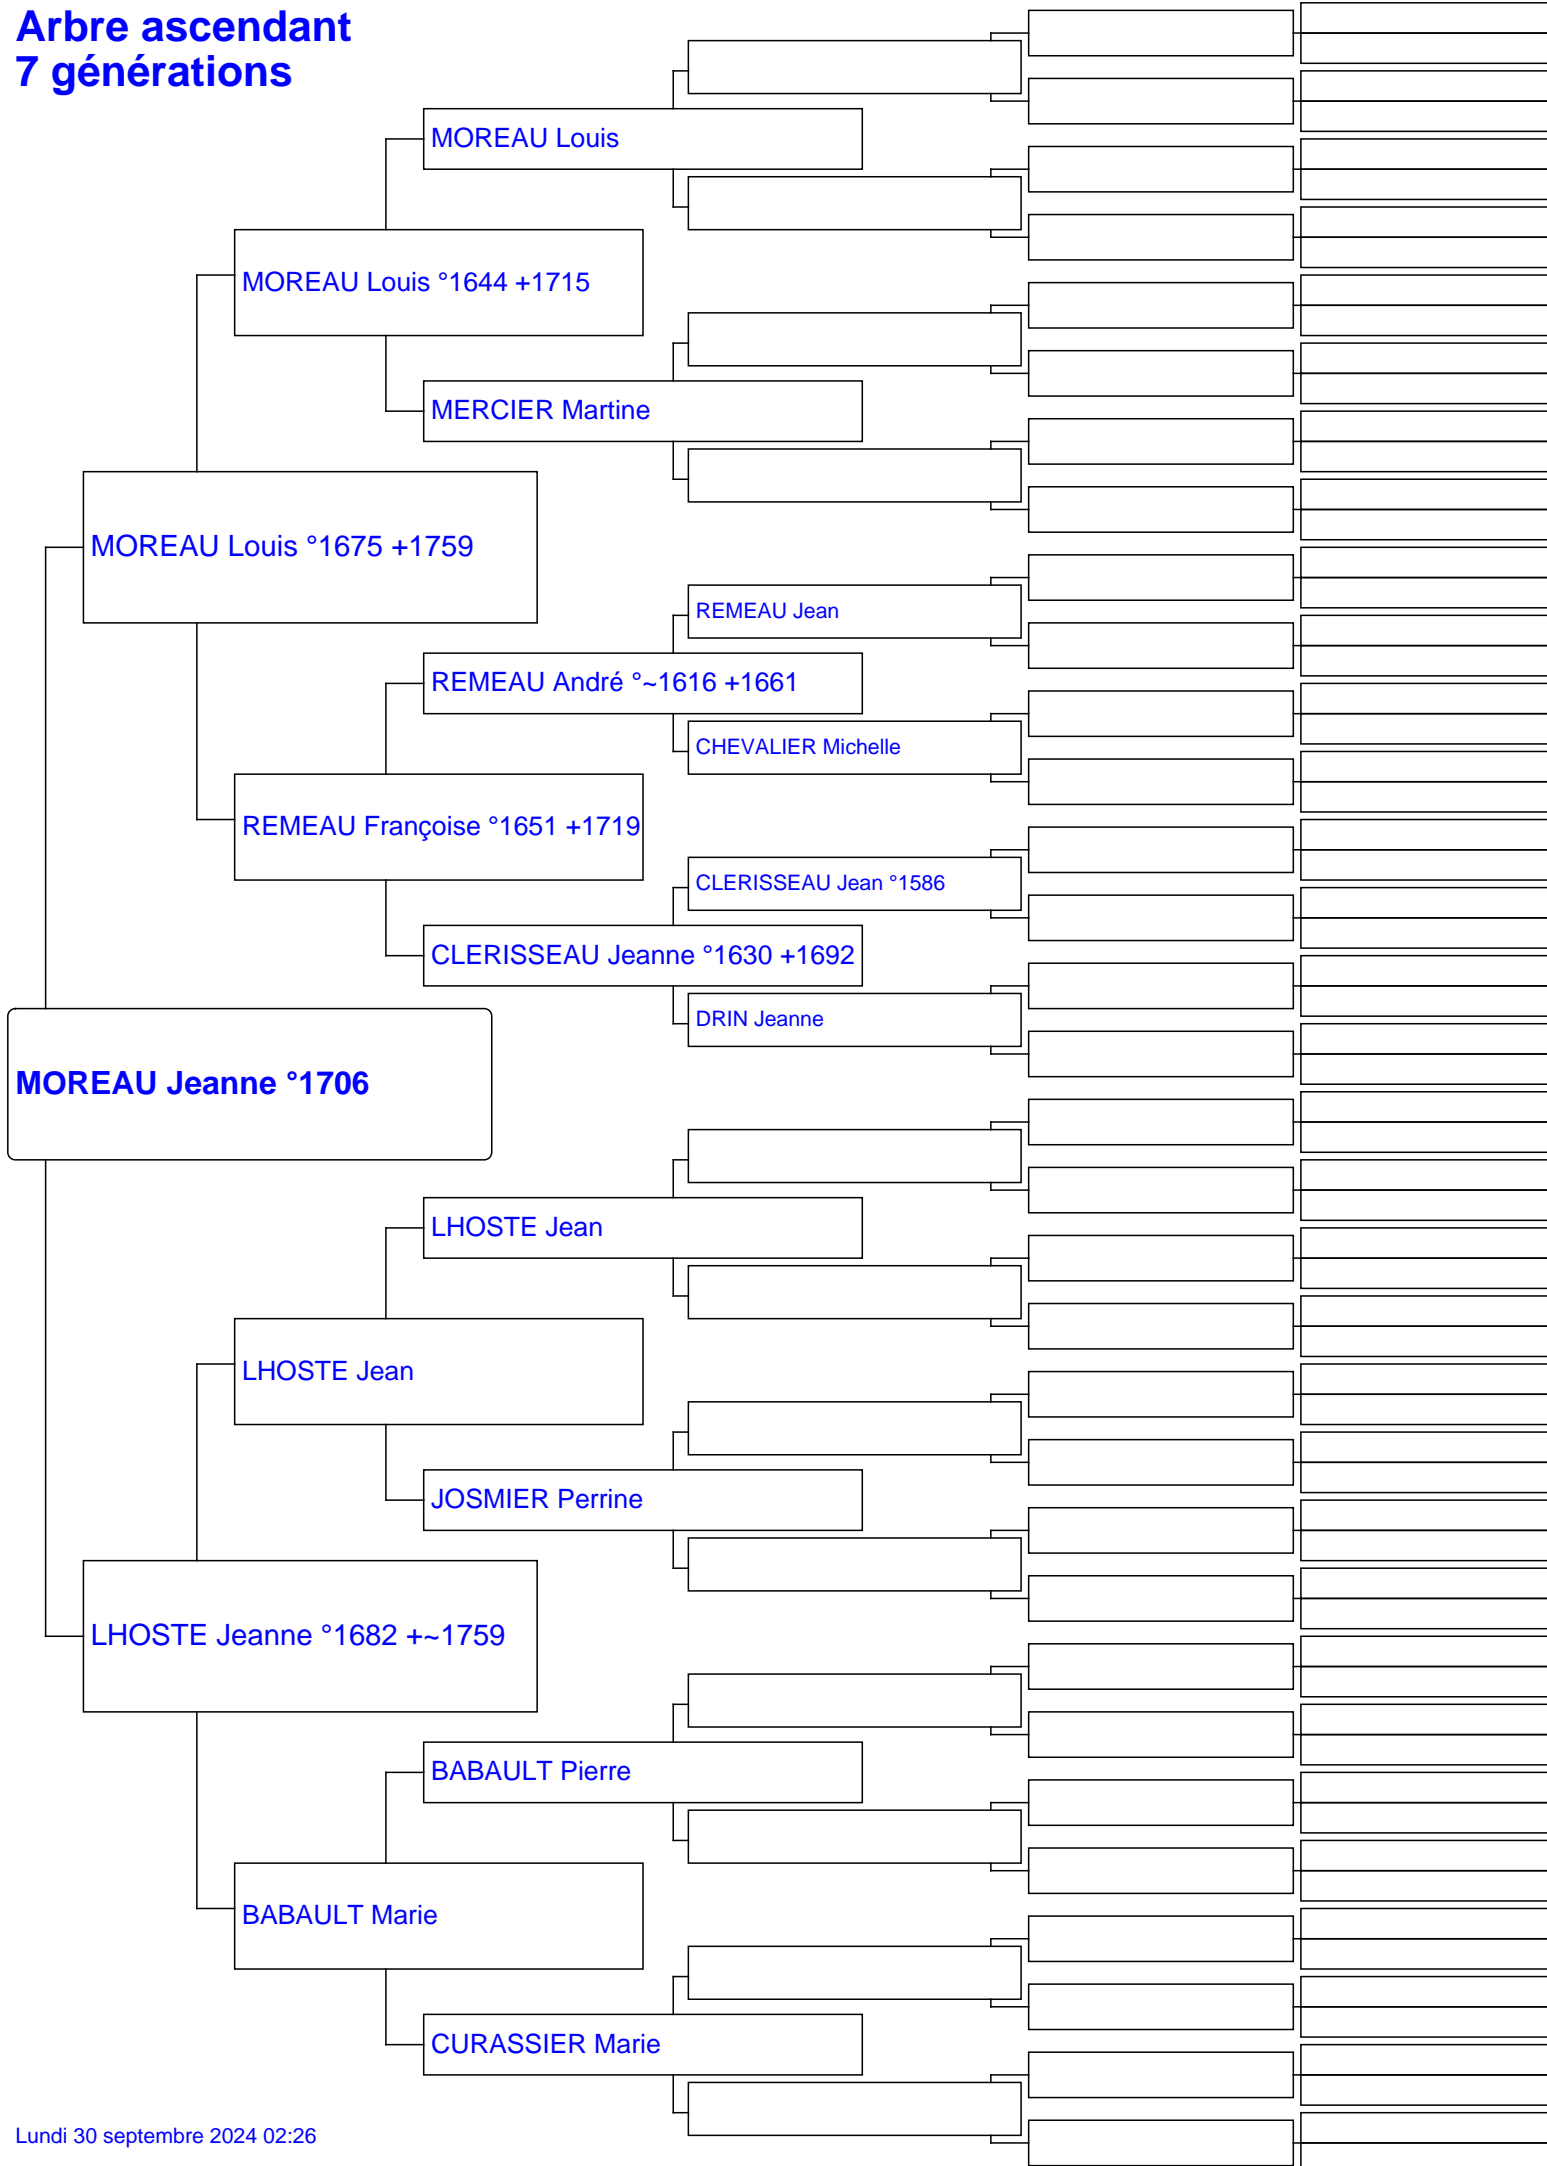 Arbre ascendant
7 générations
MOREAU Louis
MOREAU Louis °1644 +1715
MERCIER Martine
MOREAU Louis °1675 +1759
REMEAU Jean
REMEAU André °~1616 +1661
CHEVALIER Michelle
REMEAU Françoise °1651 +1719
CLERISSEAU Jean °1586
CLERISSEAU Jeanne °1630 +1692
DRIN Jeanne
MOREAU Jeanne °1706
LHOSTE Jean
LHOSTE Jean
JOSMIER Perrine
LHOSTE Jeanne °1682 +~1759
BABAULT Pierre
BABAULT Marie
CURASSIER Marie
Lundi 30 septembre 2024 02:26